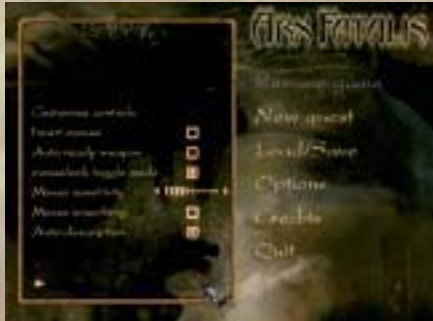 ARX FATALIS
Resume quest
New quest
Load/Save
Options
Credits
Quit
Customise controls
Invert mouse
Auto ready weapon
mouselook toggle mode
Mouse sensitivity
Mouse smoothing
Auto description